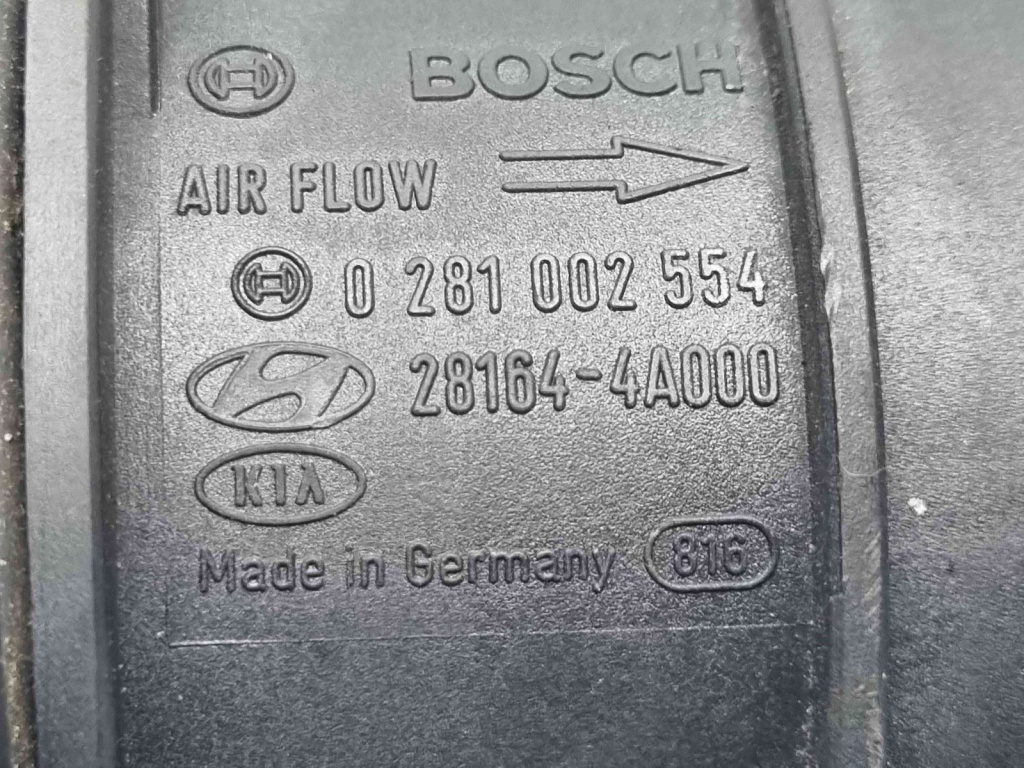 BOSCH
AIR FLOW
0 281 002 554
28164-4A000
KIA
Made in Germany 816